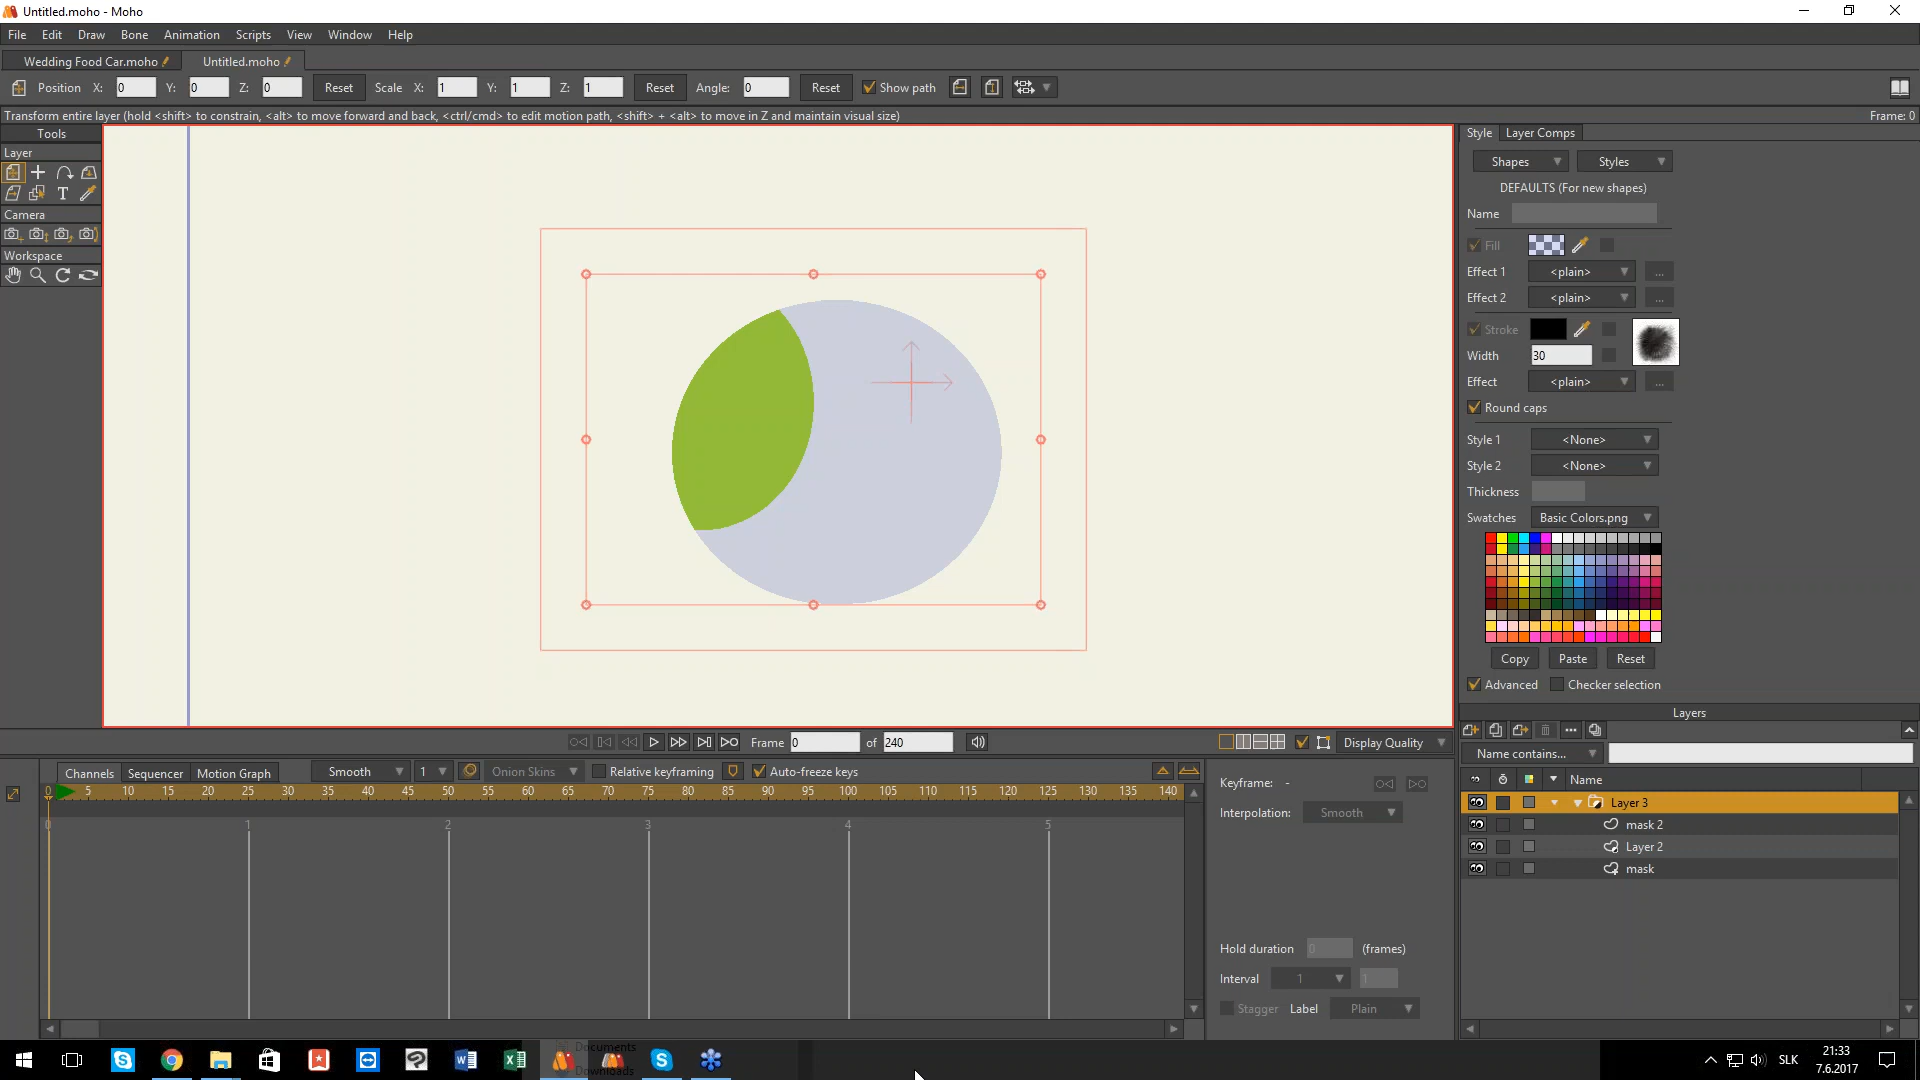 Untitled.moho - Moho
File Edit Draw Bone Animation Scripts View Window Help
Wedding Food Car.moho Untitled.moho
Position X: 0 Y: 0 Z: 0 Reset Scale X: 1 Y: 1 Z: 1 Reset Angle: 0 Reset Show path
Transform entire layer (hold <shift> to constrain, <alt> to move forward and back, <ctrl/cmd> to edit motion path, <shift> + <alt> to move in Z and maintain visual size) Frame: 0
Tools
Layer
T
Camera
Workspace
Style Layer Comps
Shapes Styles
DEFAULTS (For new shapes)
Name
Fill
Effect 1 <plain> ...
Effect 2 <plain> ...
Stroke
Width 30
Effect <plain> ...
Round caps
Style 1 <None>
Style 2 <None>
Thickness
Swatches Basic Colors.png
Copy Paste Reset
Advanced Checker selection
Layers
Name contains...
Name
Layer 3
mask 2
Layer 2
mask
Frame 0 of 240 Display Quality
Channels Sequencer Motion Graph Smooth 1 Onion Skins Relative keyframing Auto-freeze keys
0 5 10 15 20 25 30 35 40 45 50 55 60 65 70 75 80 85 90 95 100 105 110 115 120 125 130 135 140
0 1 2 3 4 5
Keyframe: -
Interpolation: Smooth
Hold duration 0 (frames)
Interval 1 1
Stagger Label Plain
Documents
Downloads
SLK
21:33
7.6.2017